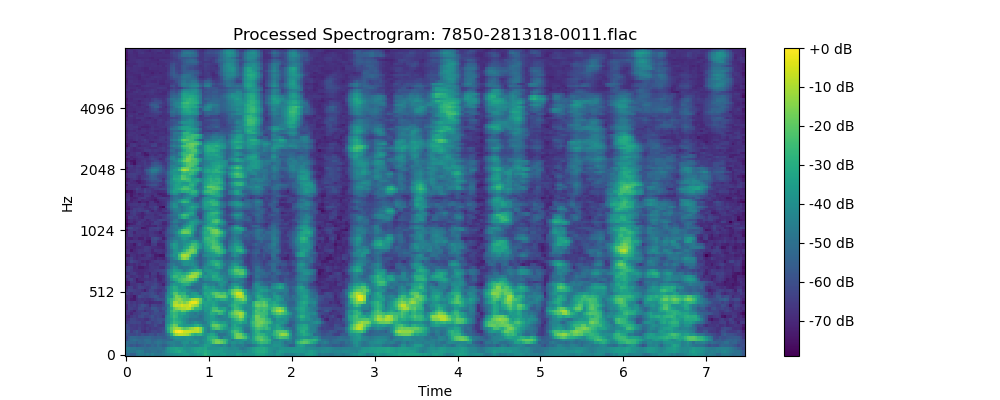 Processed Spectrogram: 7850-281318-0011.flac
+0 dB
-10 dB
-20 dB
-30 dB
-40 dB
-50 dB
-60 dB
-70 dB
4096
2048
1024
512
0
Hz
0 1 2 3 4 5 6 7
Time